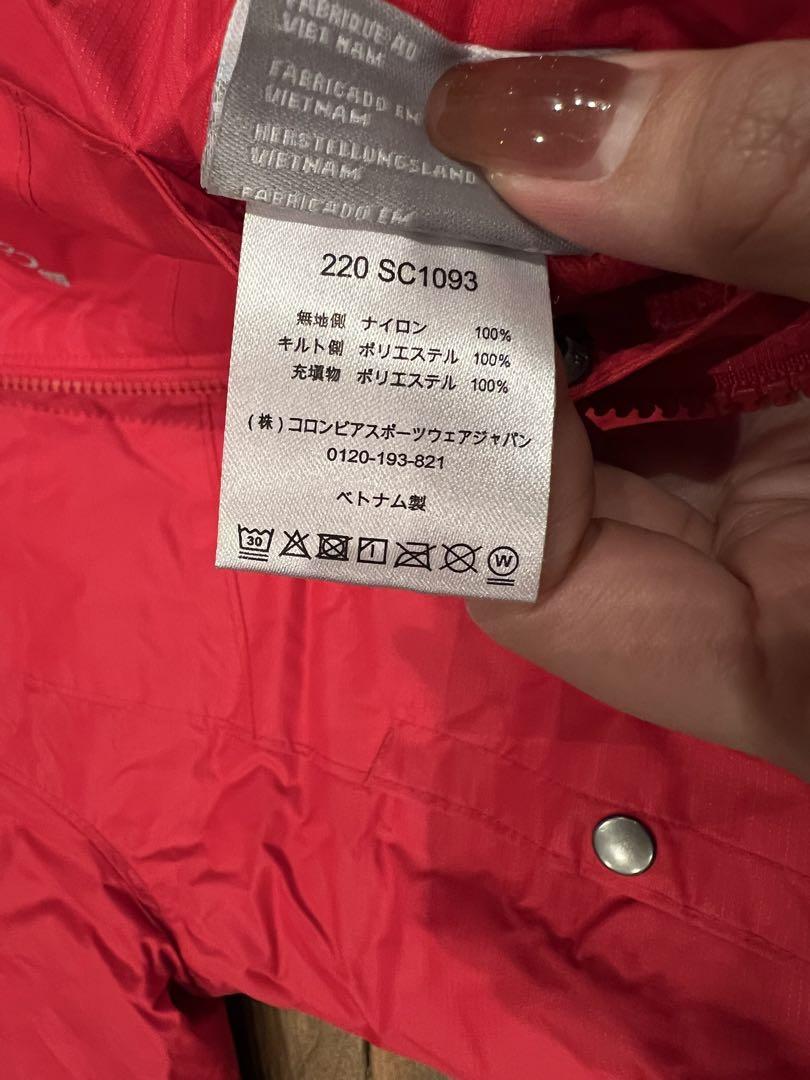 FABRIQUÉ AU
VIET NAM
FABRICADO EN
VIETNAM
HERSTELLUNGSLAND
VIETNAM
FABRICADO EM
220 SC1093
無地側 ナイロン 100%
キルト側 ポリエステル 100%
充填物 ポリエステル 100%
(株)コロンビアスポーツウェアジャパン
0120-193-821
ベトナム製
30 W